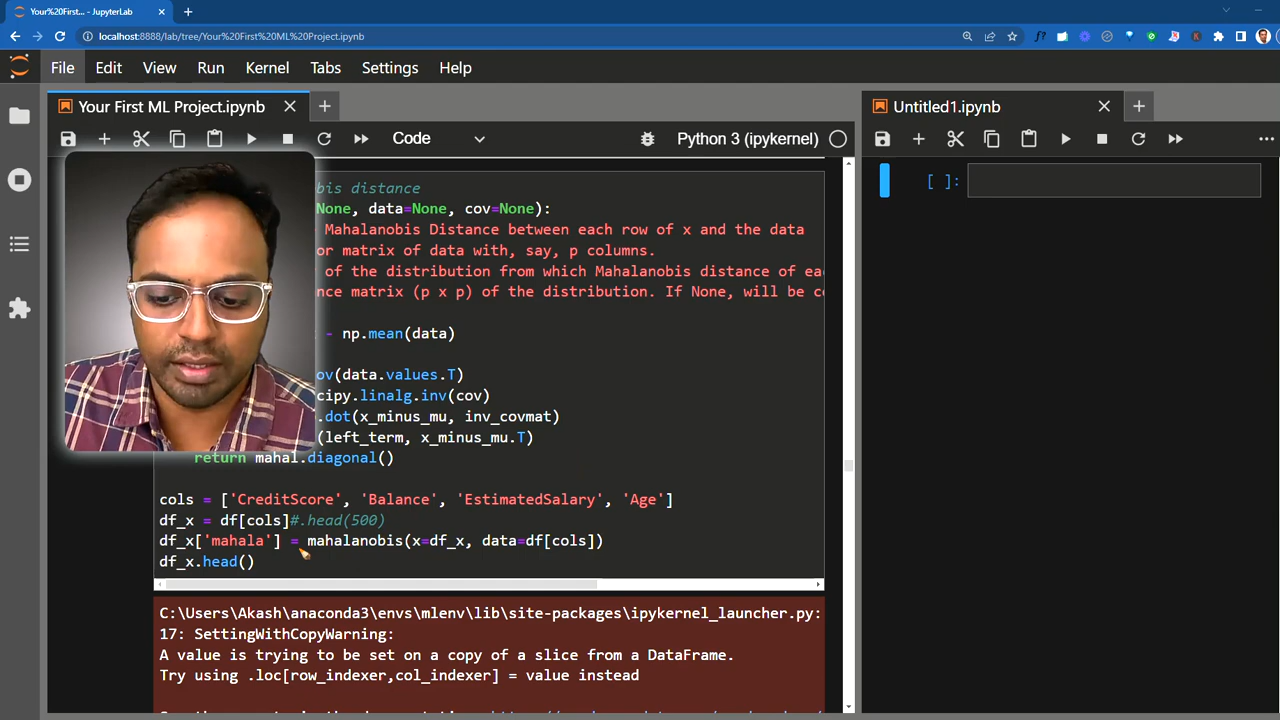 Your%20First... - JupyterLab
localhost:8888/lab/tree/Your%20First%20ML%20Project.ipynb
File Edit View Run Kernel Tabs Settings Help
Your First ML Project.ipynb
Untitled1.ipynb
Code
Python 3 (ipykernel)
[ ]:
bis distance
None, data=None, cov=None):
Mahalanobis Distance between each row of x and the data
or matrix of data with, say, p columns.
of the distribution from which Mahalanobis distance of
nce matrix (p x p) of the distribution. If None, will be
- np.mean(data)
ov(data.values.T)
cipy.linalg.inv(cov)
.dot(x_minus_mu, inv_covmat)
(left_term, x_minus_mu.T)
return mahal.diagonal()
cols = ['CreditScore', 'Balance', 'EstimatedSalary', 'Age']
df_x = df[cols]#.head(500)
df_x['mahala'] = mahalanobis(x=df_x, data=df[cols])
df_x.head()
C:\Users\Akash\anaconda3\envs\mlenv\lib\site-packages\ipykernel_launcher.py:
17: SettingWithCopyWarning:
A value is trying to be set on a copy of a slice from a DataFrame.
Try using .loc[row_indexer,col_indexer] = value instead